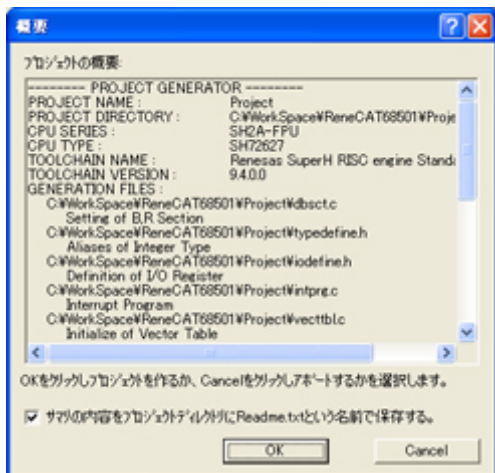 概要
プロジェクトの概要:
-------- PROJECT GENERATOR --------
PROJECT NAME : Project
PROJECT DIRECTORY : C:¥WorkSpace¥ReneCAT68501¥Proje
CPU SERIES : SH2A-FPU
CPU TYPE : SH72627
TOOLCHAIN NAME : Renesas SuperH RISC engine Standa
TOOLCHAIN VERSION : 9.4.0.0
GENERATION FILES :
C:¥WorkSpace¥ReneCAT68501¥Project¥dbsct.c
Setting of B,R Section
C:¥WorkSpace¥ReneCAT68501¥Project¥typedefine.h
Aliases of Integer Type
C:¥WorkSpace¥ReneCAT68501¥Project¥iodefine.h
Definition of I/O Register
C:¥WorkSpace¥ReneCAT68501¥Project¥intprg.c
Interrupt Program
C:¥WorkSpace¥ReneCAT68501¥Project¥vecttbl.c
Initialize of Vector Table
OKをクリックしプロジェクトを作るか、Cancelをクリックしアボートするかを選択します。
サマリの内容をプロジェクトディレクトリにReadme.txtという名前で保存する。
OK Cancel